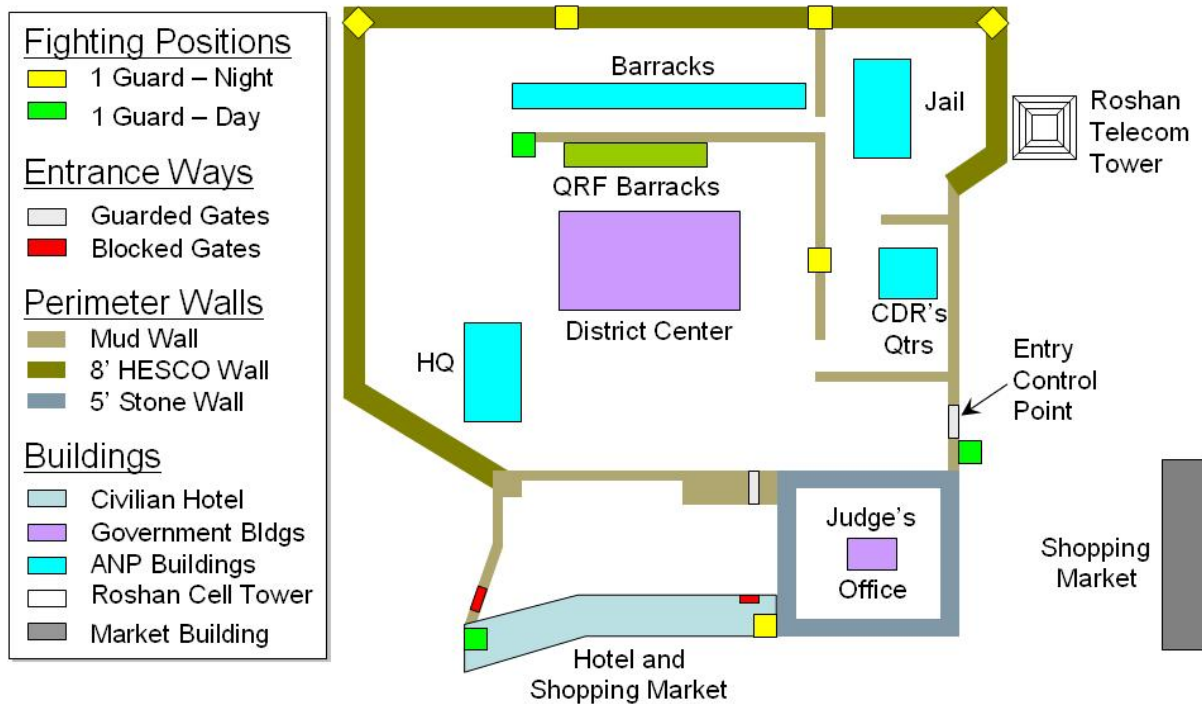 Fighting Positions
1 Guard – Night
1 Guard – Day
Entrance Ways
Guarded Gates
Blocked Gates
Perimeter Walls
Mud Wall
8’ HESCO Wall
5’ Stone Wall
Buildings
Civilian Hotel
Government Bldgs
ANP Buildings
Roshan Cell Tower
Market Building
Barracks
Jail
Roshan
Telecom
Tower
QRF Barracks
District Center
CDR’s
Qtrs
HQ
Entry
Control
Point
Judge’s
Office
Shopping
Market
Hotel and
Shopping Market